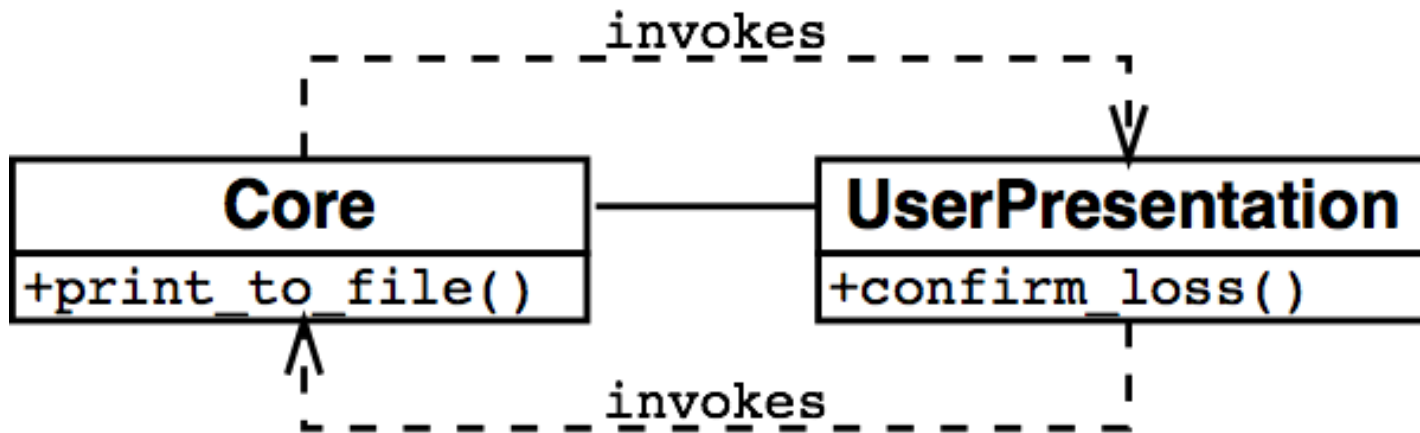 invokes
Core
UserPresentation
+print_to_file()
+confirm_loss()
invokes